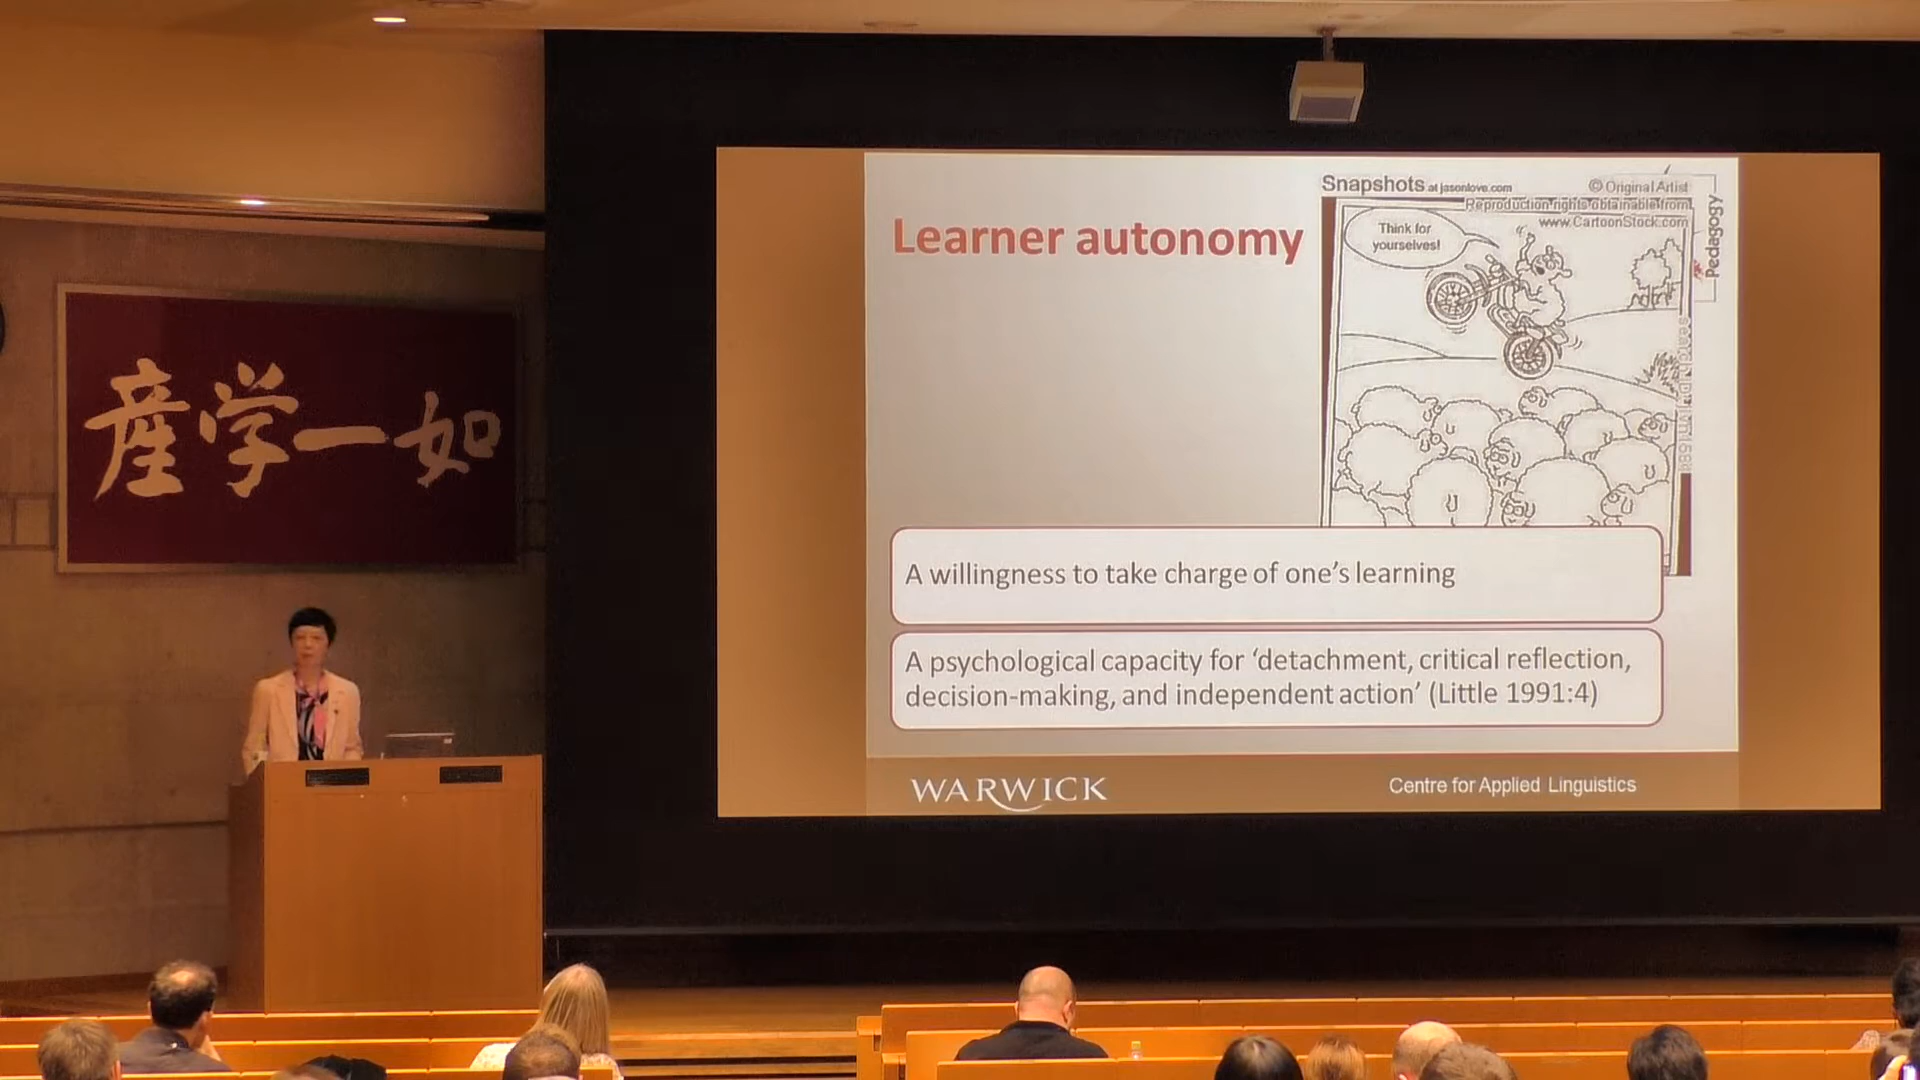 産学一如
Learner autonomy
Snapshots at jasonlove.com
© Original Artist
Reproduction rights obtainable from
www.CartoonStock.com
Think for
yourselves!
Pedagogy
A willingness to take charge of one’s learning
A psychological capacity for ‘detachment, critical reflection,
decision-making, and independent action’ (Little 1991:4)
WARWICK
Centre for Applied Linguistics